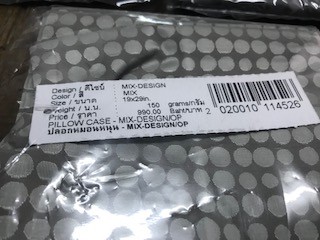 Design / ดีไซน์ MIX-DESIGN
Color / สี MIX
Size / ขนาด 19x29in.
Weight / น.น. 150 grams/กรัม
Price / ราคา 990.00 Baht/บาท
2 020010 114526
PILLOW CASE - MIX-DESIGN/OP
ปลอกหมอนหนุน - MIX-DESIGN/OP